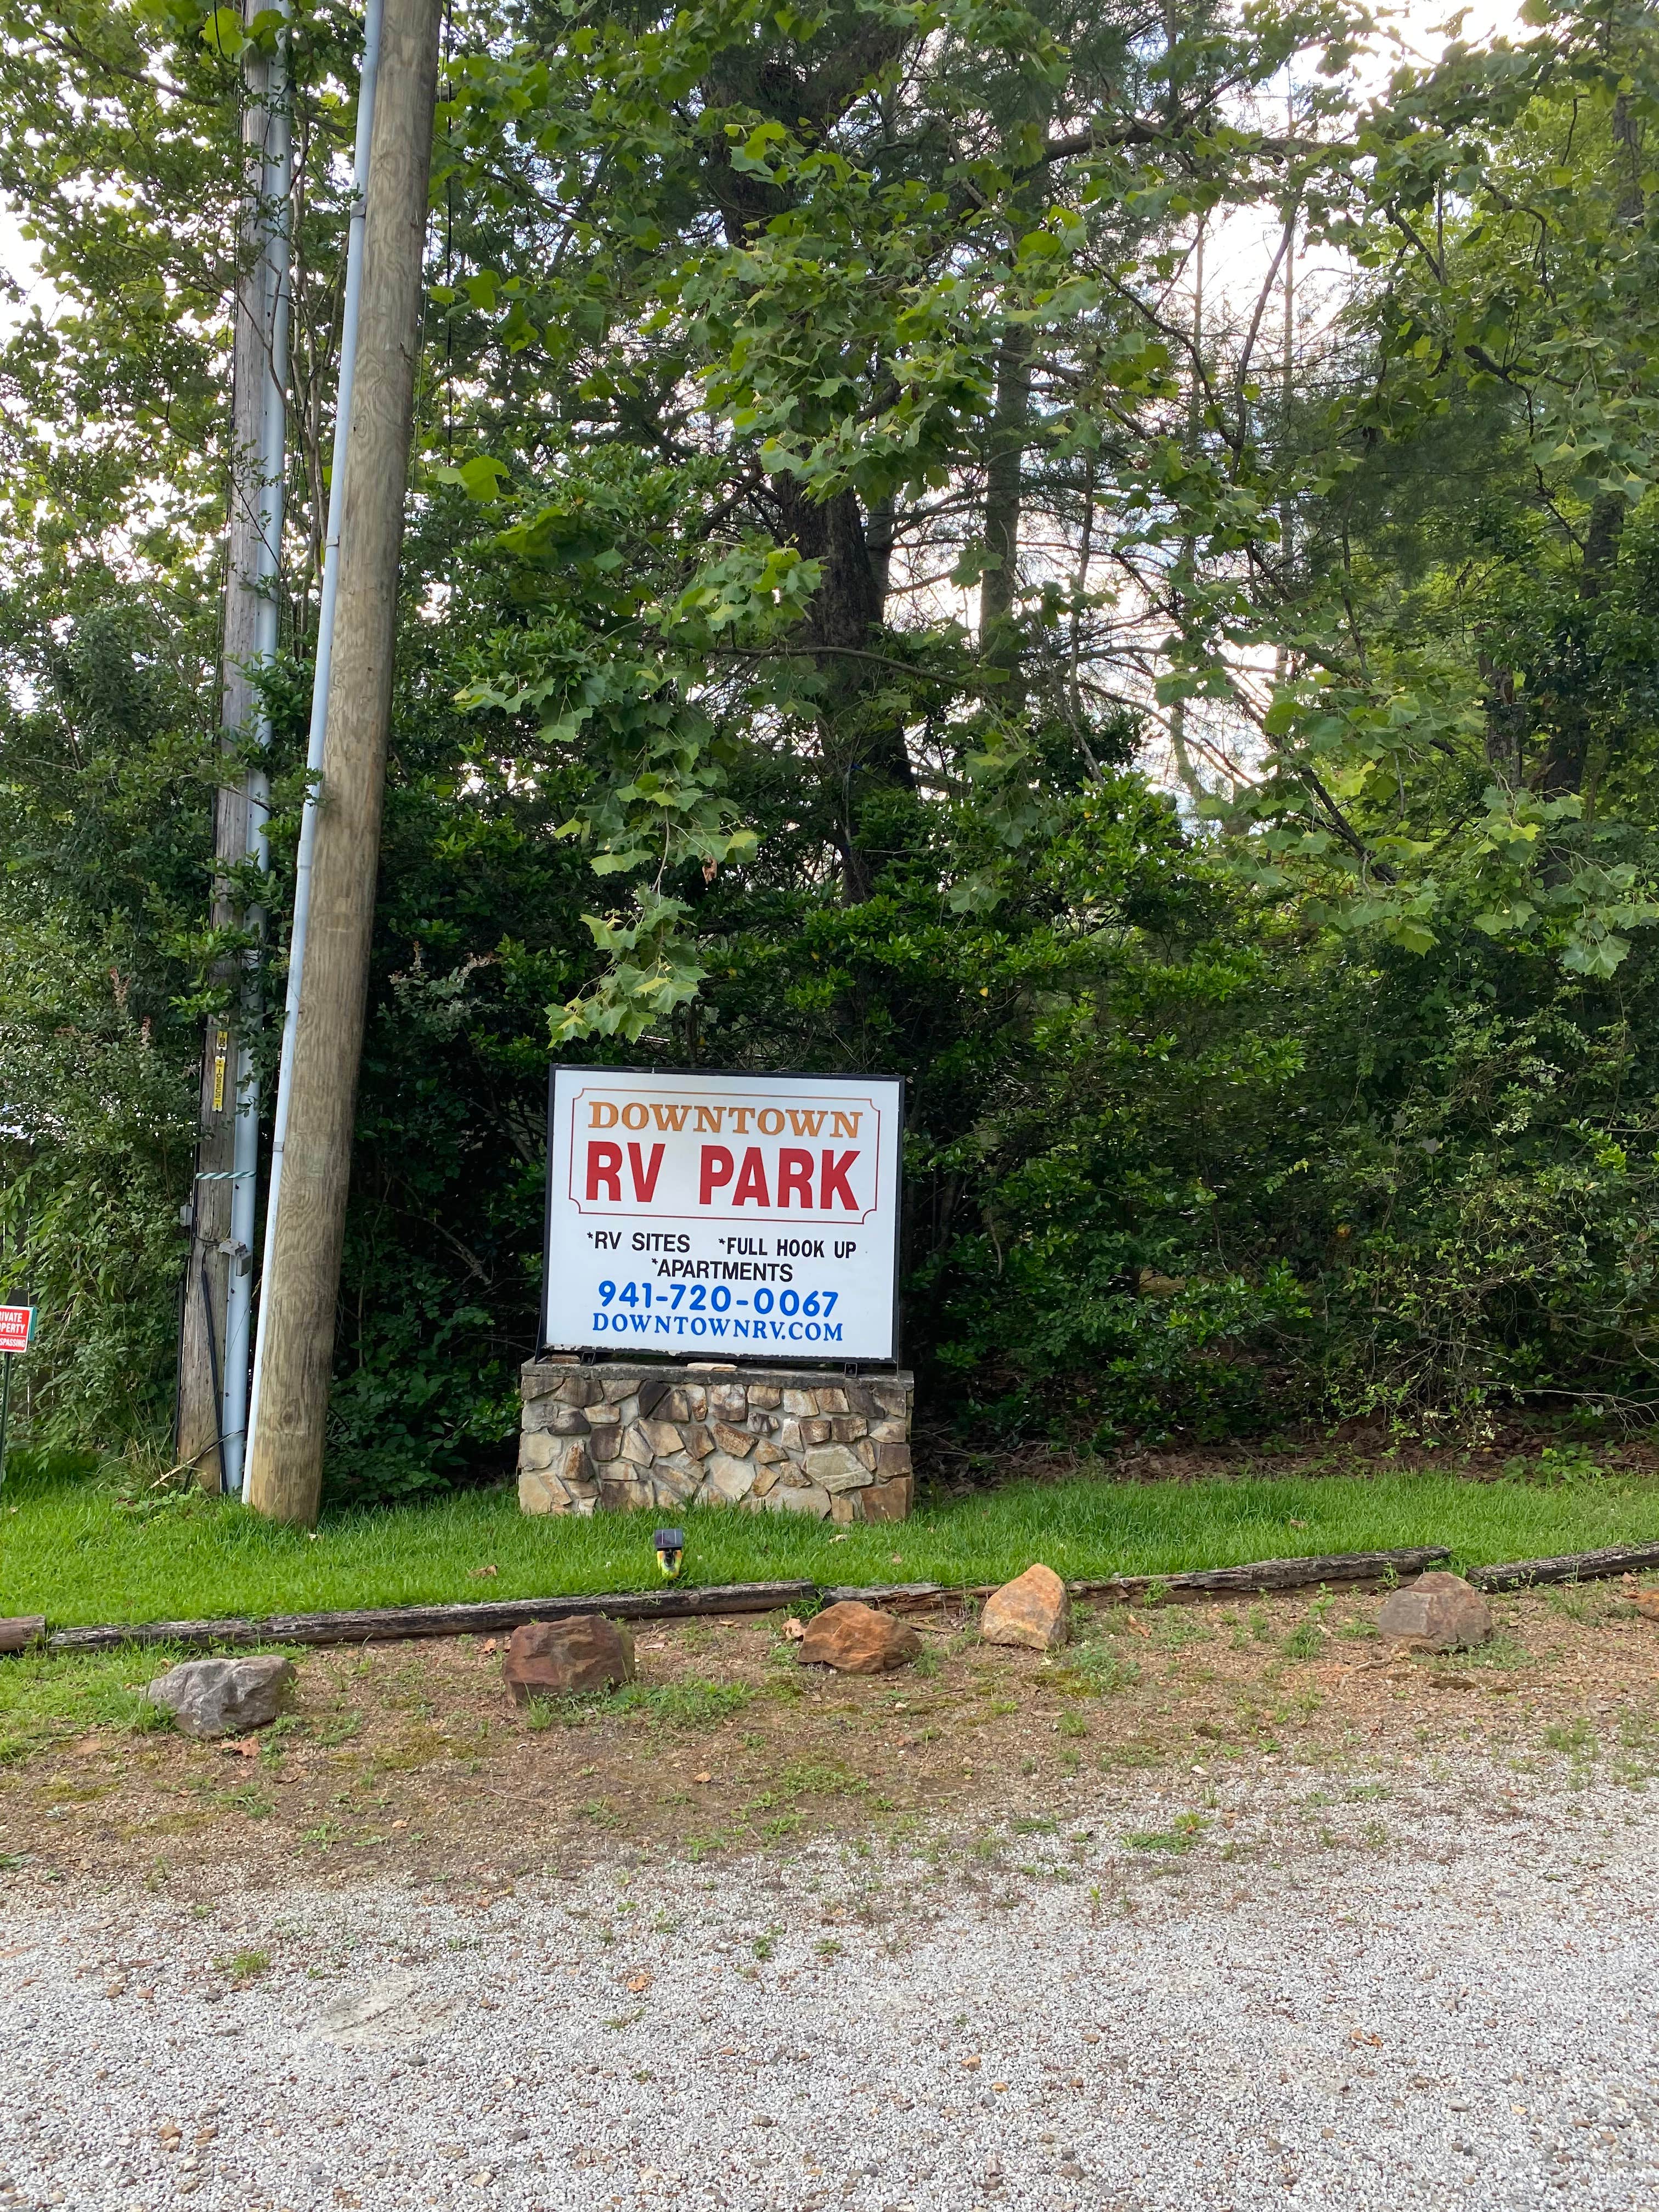 DOWNTOWN
RV PARK
*RV SITES *FULL HOOK UP
*APARTMENTS
941-720-0067
DOWNTOWNRV.COM